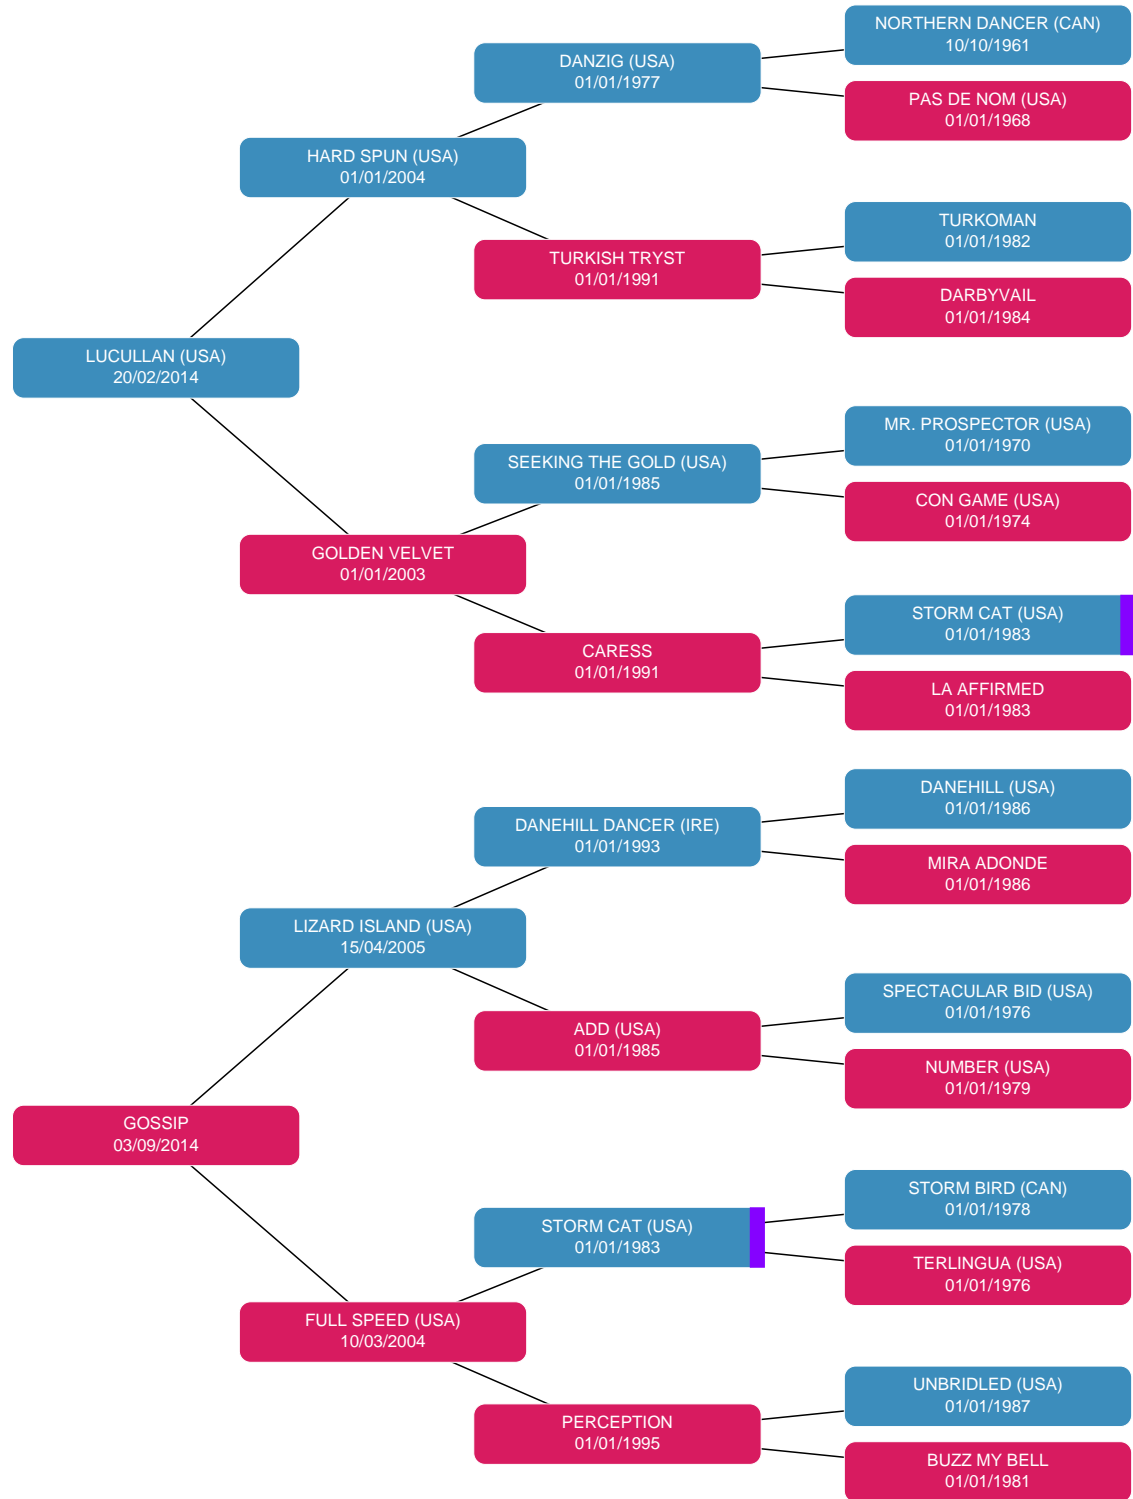 NORTHERN DANCER (CAN)
10/10/1961
DANZIG (USA)
01/01/1977
PAS DE NOM (USA)
01/01/1968
HARD SPUN (USA)
01/01/2004
TURKOMAN
01/01/1982
TURKISH TRYST
01/01/1991
DARBYVAIL
01/01/1984
LUCULLAN (USA)
20/02/2014
MR. PROSPECTOR (USA)
01/01/1970
SEEKING THE GOLD (USA)
01/01/1985
CON GAME (USA)
01/01/1974
GOLDEN VELVET
01/01/2003
STORM CAT (USA)
01/01/1983
CARESS
01/01/1991
LA AFFIRMED
01/01/1983
DANEHILL (USA)
01/01/1986
DANEHILL DANCER (IRE)
01/01/1993
MIRA ADONDE
01/01/1986
LIZARD ISLAND (USA)
15/04/2005
SPECTACULAR BID (USA)
01/01/1976
ADD (USA)
01/01/1985
NUMBER (USA)
01/01/1979
GOSSIP
03/09/2014
STORM BIRD (CAN)
01/01/1978
STORM CAT (USA)
01/01/1983
TERLINGUA (USA)
01/01/1976
FULL SPEED (USA)
10/03/2004
UNBRIDLED (USA)
01/01/1987
PERCEPTION
01/01/1995
BUZZ MY BELL
01/01/1981